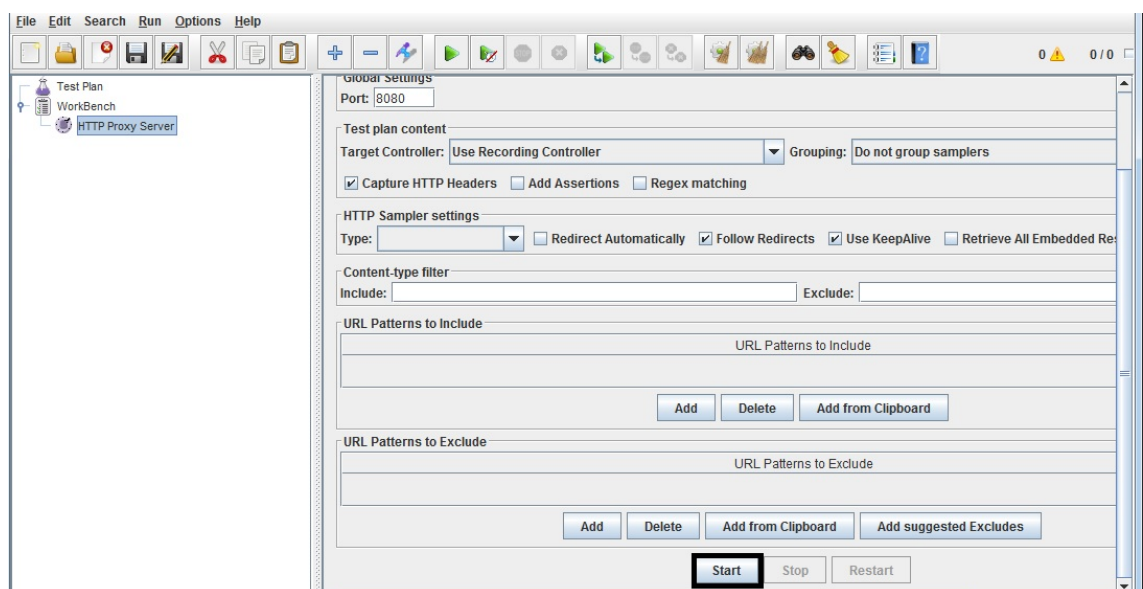 File Edit Search Run Options Help
0 0 / 0
Test Plan
WorkBench
HTTP Proxy Server
Global Settings
Port: 8080
Test plan content
Target Controller: Use Recording Controller Grouping: Do not group samplers
Capture HTTP Headers Add Assertions Regex matching
HTTP Sampler settings
Type: Redirect Automatically Follow Redirects Use KeepAlive Retrieve All Embedded Re
Content-type filter
Include: Exclude:
URL Patterns to Include
URL Patterns to Include
Add Delete Add from Clipboard
URL Patterns to Exclude
URL Patterns to Exclude
Add Delete Add from Clipboard Add suggested Excludes
Start Stop Restart